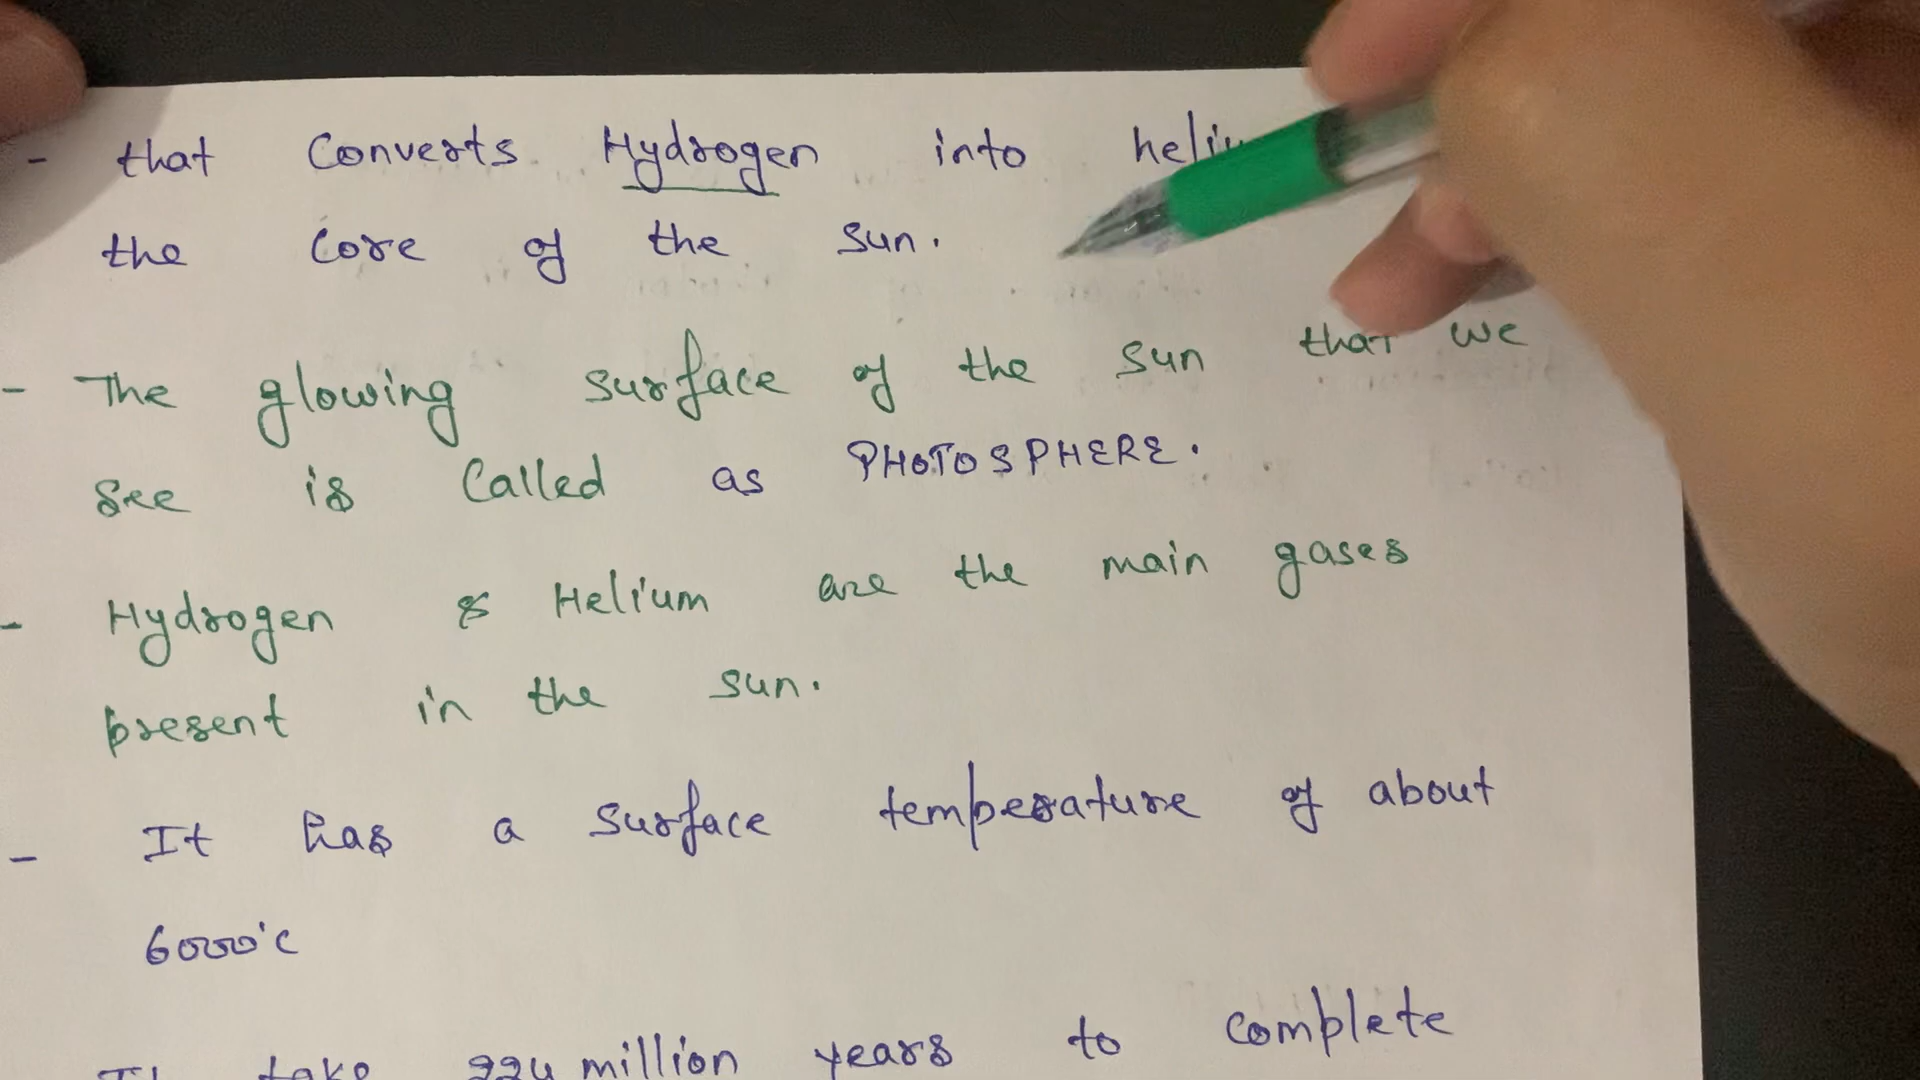 - that Converts Hydrogen into
the Core of the Sun.
- The glowing surface of the Sun that we
see is Called as PHOTOSPHERE.
- Hydrogen & Helium are the main gases
present in the sun.
- It has a surface temperature of about
6000°C
take 224 million years to complete